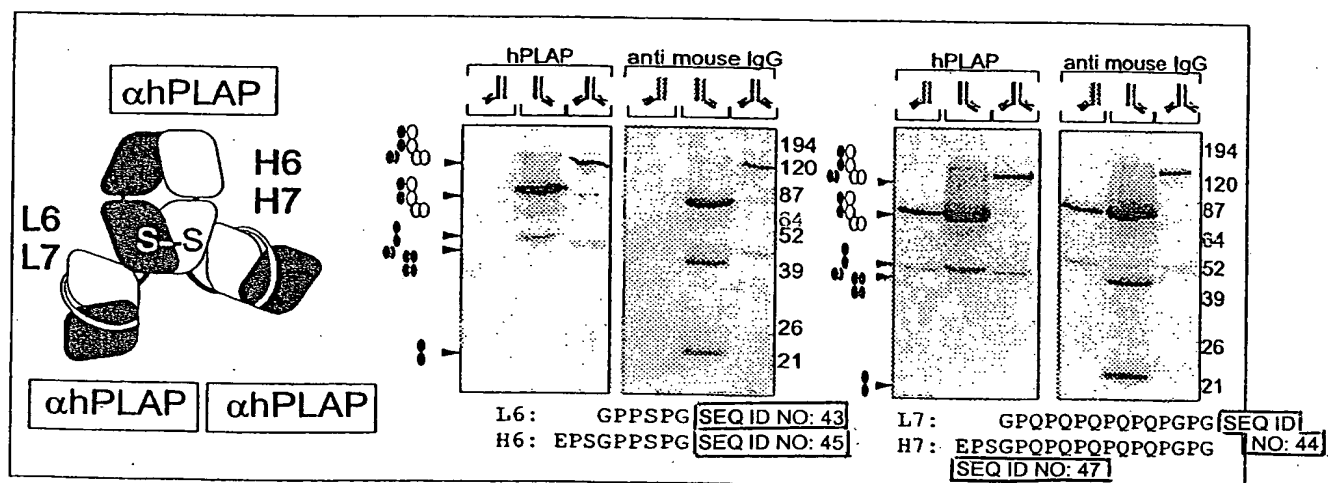 αhPLAP
H6
H7
L6
L7
S--S
αhPLAP
αhPLAP
hPLAP
anti mouse IgG
194
120
87
64
52
39
26
21
L6: GPPSPG SEQ ID NO: 43
H6: EPSGPPSPG SEQ ID NO: 45
hPLAP
anti mouse IgG
194
120
87
64
52
39
26
21
L7: GPQPQPQPQPQPGPG SEQ ID
NO: 44
H7: EPSGPQPQPQPQPQPGPG
SEQ ID NO: 47